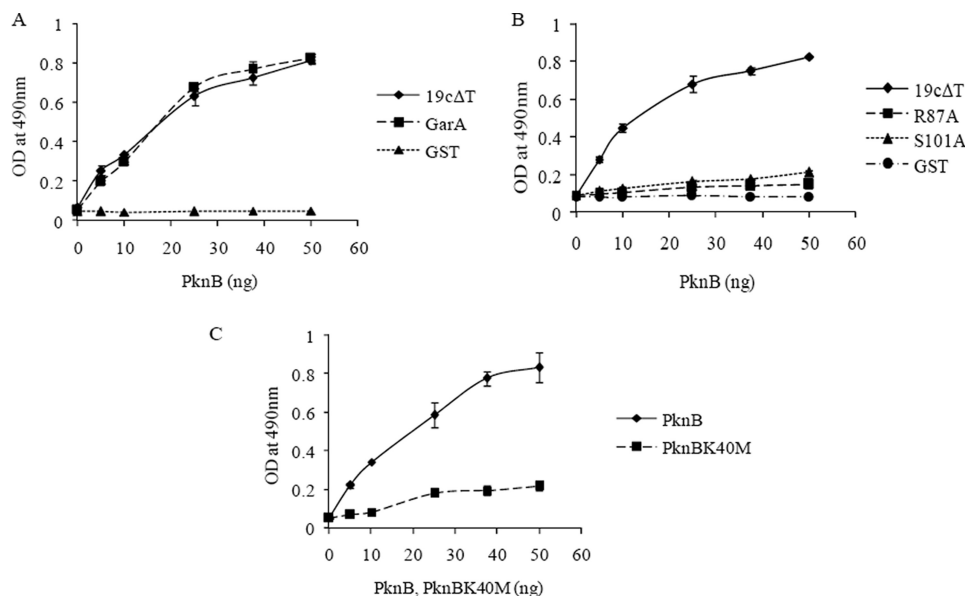 A
OD at 490nm
1
0.8
0.6
0.4
0.2
0
0 10 20 30 40 50 60
PknB (ng)
19cΔT
GarA
GST
B
OD at 490nm
1
0.8
0.6
0.4
0.2
0
0 10 20 30 40 50 60
PknB (ng)
19cΔT
R87A
S101A
GST
C
OD at 490nm
1
0.8
0.6
0.4
0.2
0
0 10 20 30 40 50 60
PknB, PknBK40M (ng)
PknB
PknBK40M